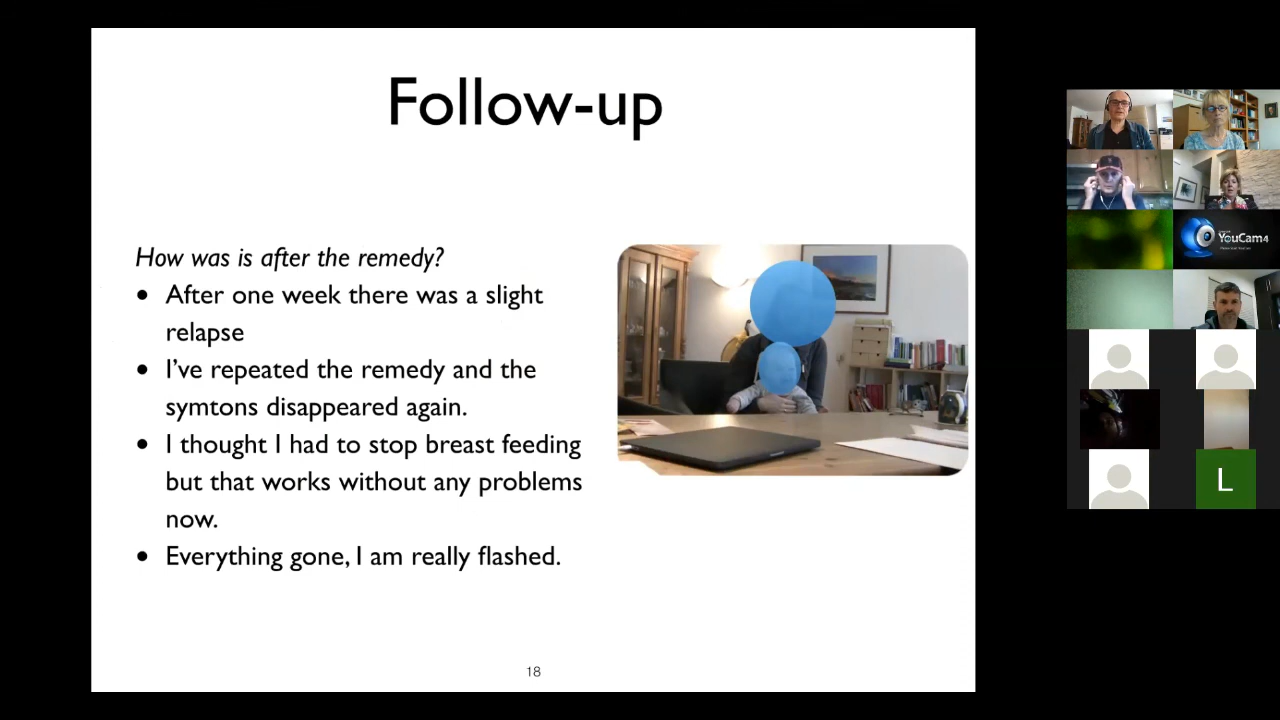 Follow-up
How was is after the remedy?
• After one week there was a slight
relapse
• I've repeated the remedy and the
symtons disappeared again.
• I thought I had to stop breast feeding
but that works without any problems
now.
• Everything gone, I am really flashed.
18
YouCam4
L